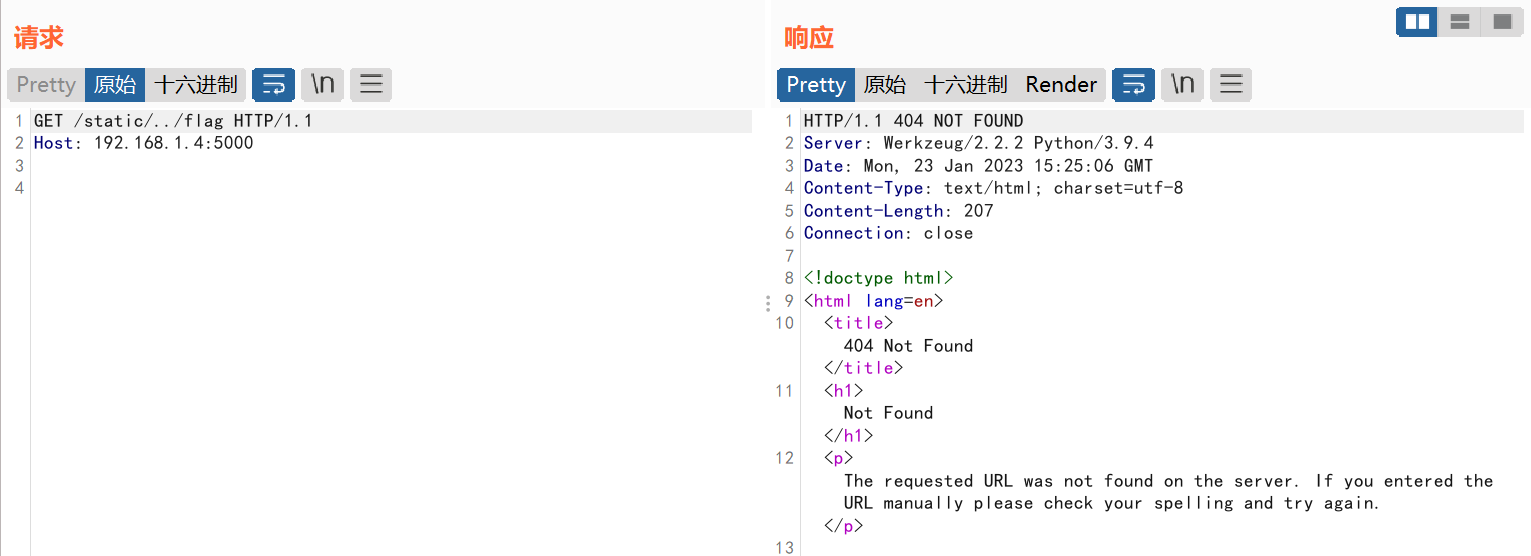 请求
Pretty 原始 十六进制 \n
1 GET /static/../flag HTTP/1.1
2 Host: 192.168.1.4:5000
3
4
响应
Pretty 原始 十六进制 Render \n
1 HTTP/1.1 404 NOT FOUND
2 Server: Werkzeug/2.2.2 Python/3.9.4
3 Date: Mon, 23 Jan 2023 15:25:06 GMT
4 Content-Type: text/html; charset=utf-8
5 Content-Length: 207
6 Connection: close
7
8 <!doctype html>
9 <html lang=en>
10 <title>
404 Not Found
</title>
11 <h1>
Not Found
</h1>
12 <p>
The requested URL was not found on the server. If you entered the
URL manually please check your spelling and try again.
</p>
13